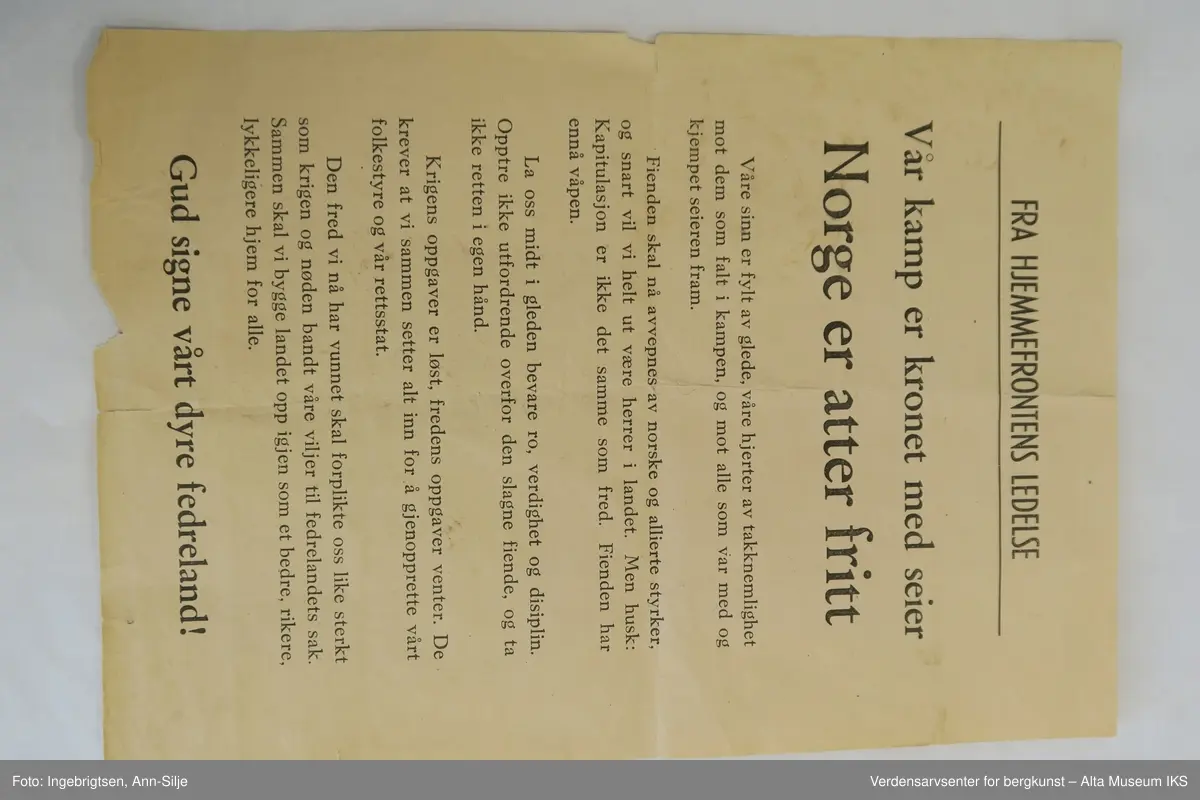 FRA HJEMMEFRONTENS LEDELSE
Vår kamp er kronet med seier
Norge er atter fritt
Våre sinn er fylt av glede, våre hjerter av takknemlighet
mot dem som falt i kampen, og mot alle som var med og
kjempet seieren fram.
Fienden skal nå avvepnes av norske og allierte styrker,
og snart vil vi helt ut være herrer i landet. Men husk:
Kapitulasjon er ikke det samme som fred. Fienden har
ennå våpen.
La oss midt i gleden bevare ro, verdighet og disiplin.
Opptre ikke utfordrende overfor den slagne fiende, og ta
ikke retten i egen hånd.
Krigens oppgaver er løst, fredens oppgaver venter. De
krever at vi sammen setter alt inn for å gjenopprette vårt
folkestyre og vår rettsstat.
Den fred vi nå har vunnet skal forplikte oss like sterkt
som krigen og nøden bandt våre viljer til fedrelandets sak.
Sammen skal vi bygge landet opp igjen som et bedre, rikere,
lykkeligere hjem for alle.
Gud signe vårt dyre fedreland!
Foto: Ingebrigtsen, Ann-Silje
Verdensarvsenter for bergkunst – Alta Museum IKS